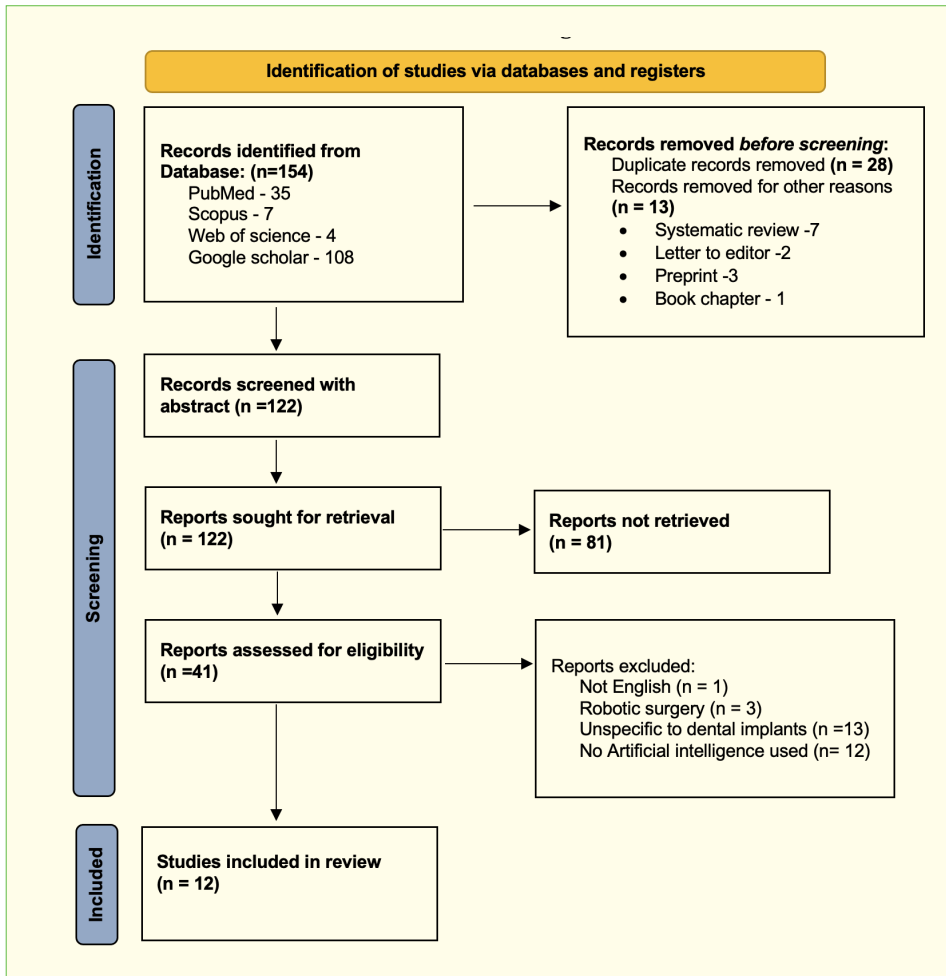 Identification of studies via databases and registers
Identification
Records identified from
Database: (n=154)
PubMed - 35
Scopus - 7
Web of science - 4
Google scholar - 108
Records removed before screening:
Duplicate records removed (n = 28)
Records removed for other reasons
(n = 13)
• Systematic review -7
• Letter to editor -2
• Preprint -3
• Book chapter - 1
Screening
Records screened with
abstract (n =122)
Reports sought for retrieval
(n = 122)
Reports not retrieved
(n = 81)
Reports assessed for eligibility
(n =41)
Reports excluded:
Not English (n = 1)
Robotic surgery (n = 3)
Unspecific to dental implants (n =13)
No Artificial intelligence used (n= 12)
Included
Studies included in review
(n = 12)